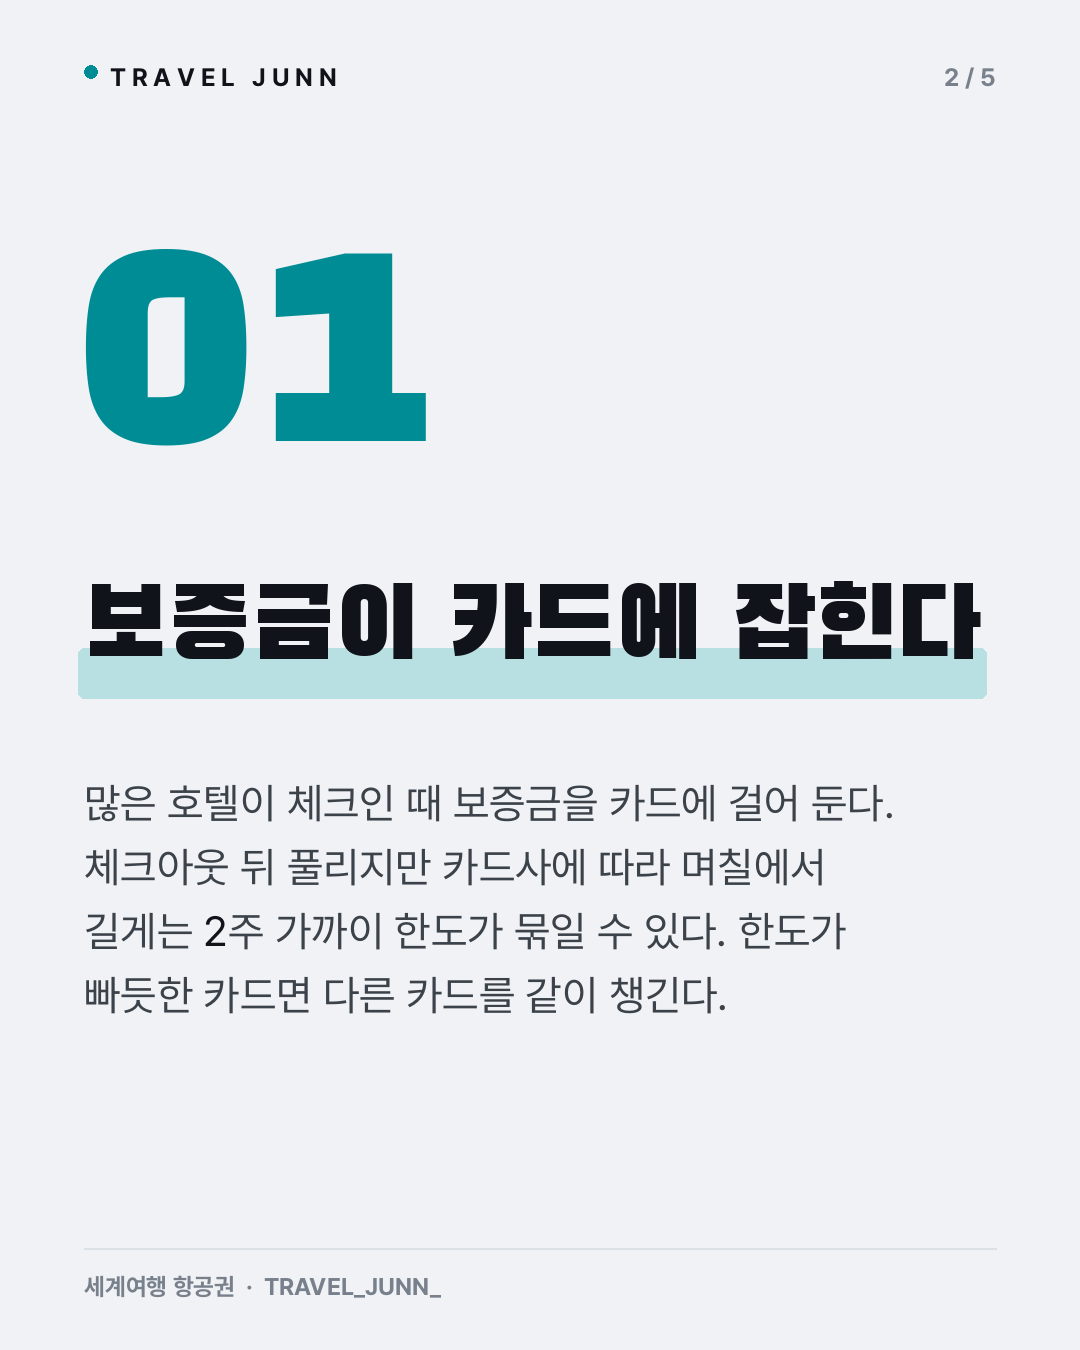 TRAVEL JUNN
2 / 5
01
보증금이 카드에 잡힌다
많은 호텔이 체크인 때 보증금을 카드에 걸어 둔다.
체크아웃 뒤 풀리지만 카드사에 따라 며칠에서
길게는 2주 가까이 한도가 묶일 수 있다. 한도가
빠듯한 카드면 다른 카드를 같이 챙긴다.
세계여행 항공권 · TRAVEL_JUNN_